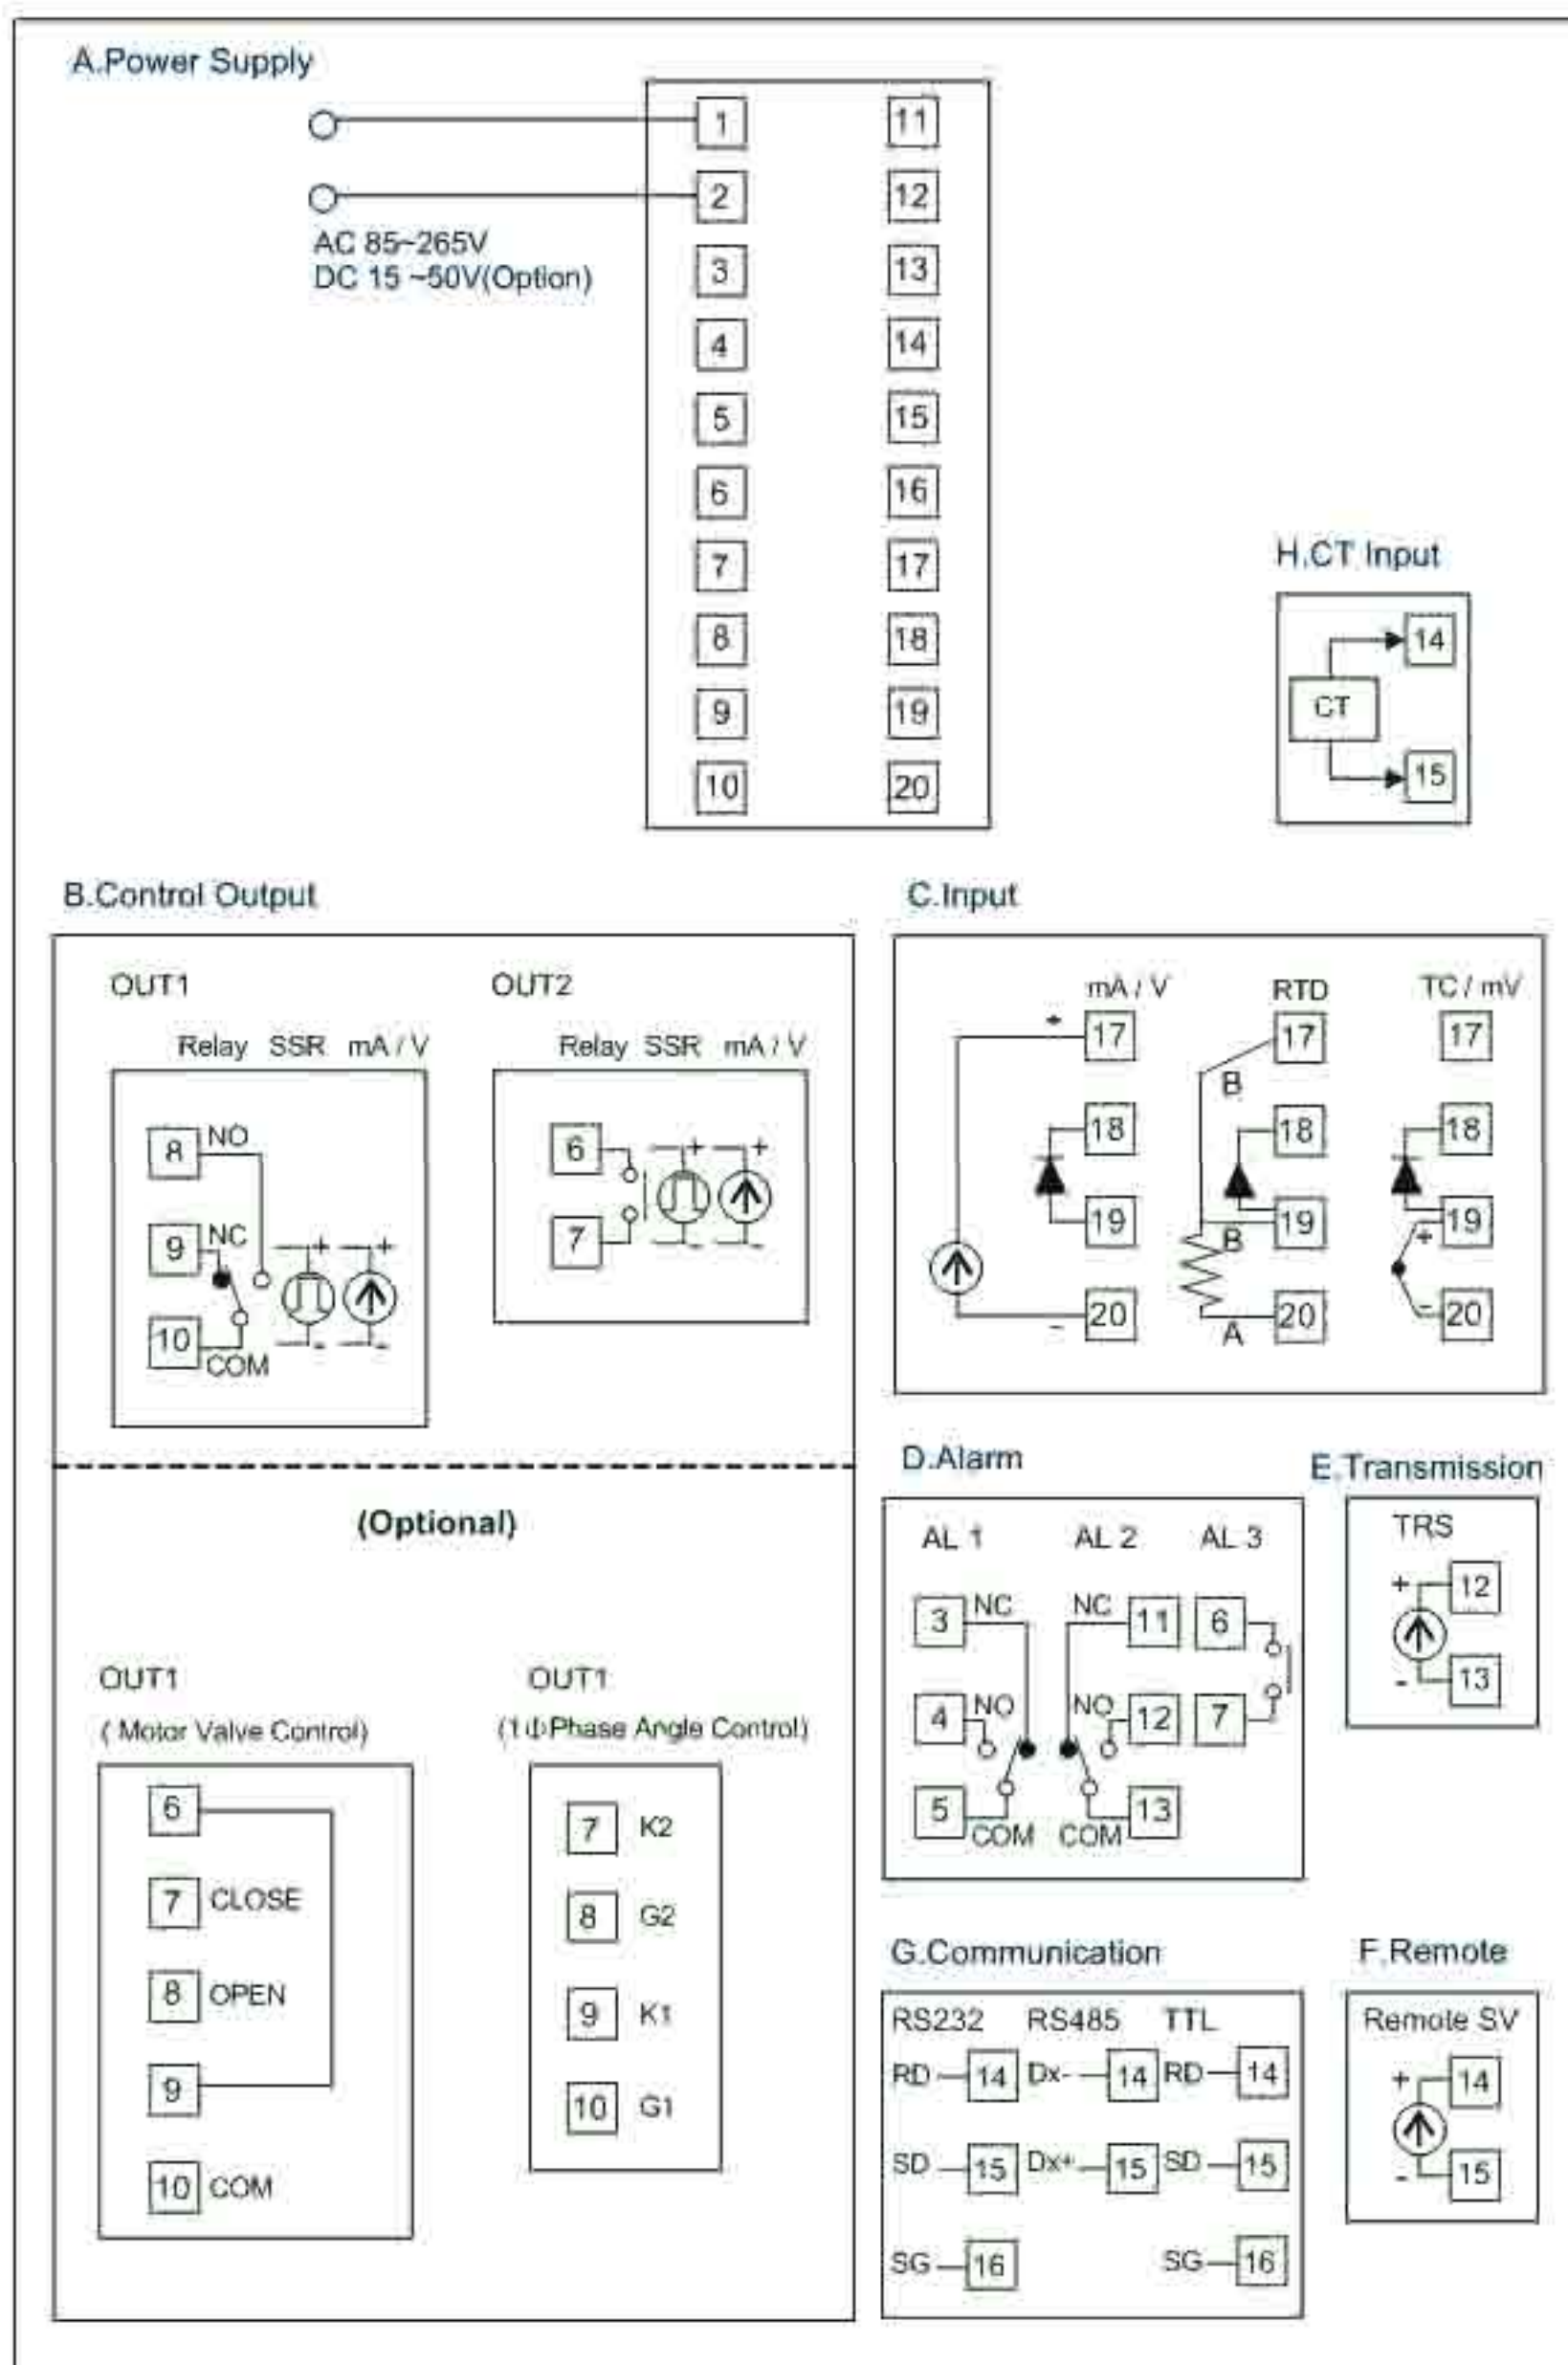 A.Power Supply
1 11
2 12
AC 85~265V
DC 15 ~50V(Option)
3 13
4 14
5 15
6 16
7 17
8 18
9 19
10 20
H.CT Input
14
CT
15
B.Control Output
OUT1
Relay SSR mA / V
8 NO
9 NC
+ +
10
COM
- -
OUT2
Relay SSR mA / V
6
+ +
7
- -
C.Input
mA / V RTD TC / mV
+ 17 17 17
B
18 18 18
19 B 19 + 19
- 20 A 20 - 20
(Optional)
OUT1
( Motor Valve Control)
6
7 CLOSE
8 OPEN
9
10 COM
OUT1
(1ΦPhase Angle Control)
7 K2
8 G2
9 K1
10 G1
D.Alarm
AL 1 AL 2 AL 3
3 NC NC 11 6
4 NO NO 12 7
5 COM COM 13
E.Transmission
TRS
+ 12
- 13
G.Communication
RS232 RS485 TTL
RD 14 Dx- 14 RD 14
SD 15 Dx+ 15 SD 15
SG 16 SG 16
F.Remote
Remote SV
+ 14
- 15